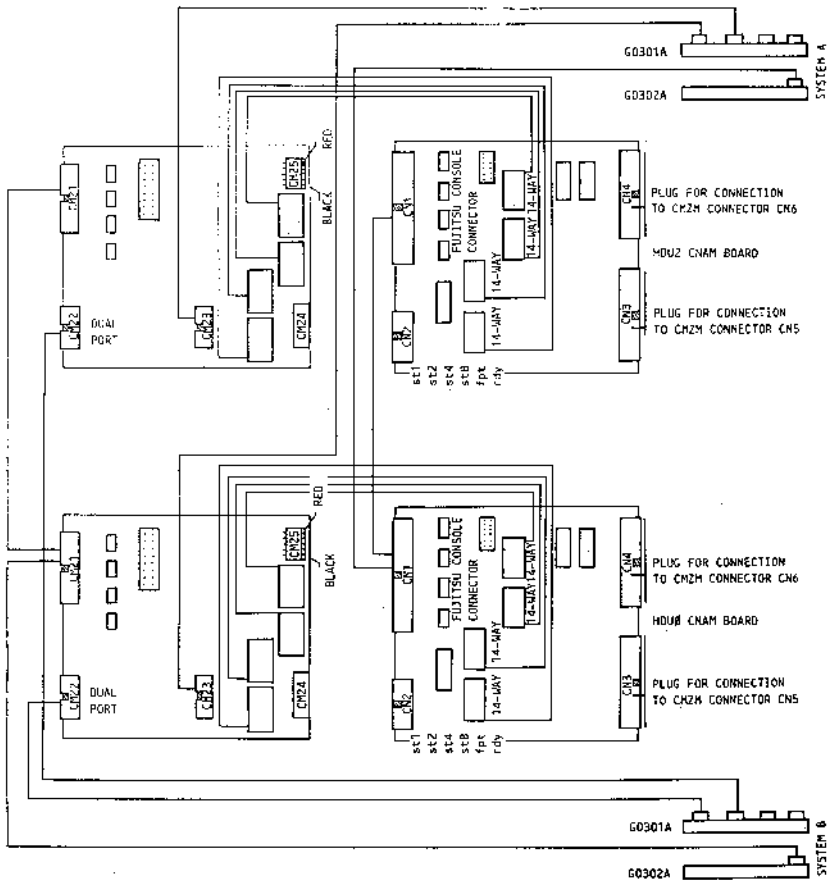 G0301A
G0302A
SYSTEM A
RED
CM25
BLACK
CM21
CM22
DUAL
PORT
CM23
CM24
CN1
CN2
FUJITSU CONSOLE
CONNECTOR
14-WAY
14-WAY
14-WAY
14-WAY
CN4
CN3
PLUG FOR CONNECTION
TO CMZM CONNECTOR CN6
MDU2 CNAM BOARD
PLUG FOR CONNECTION
TO CMZM CONNECTOR CN5
st1
st2
st4
st8
fpt
rdy
RED
CM25
BLACK
CM21
CM22
DUAL
PORT
CM23
CM24
CN1
CN2
FUJITSU CONSOLE
CONNECTOR
14-WAY
14-WAY
14-WAY
14-WAY
CN4
CN3
PLUG FOR CONNECTION
TO CMZM CONNECTOR CN6
CNAM BOARD
PLUG FOR CONNECTION
TO CMZM CONNECTOR CN5
st1
st2
st4
st8
fpt
rdy
G0301A
G0302A
SYSTEM B